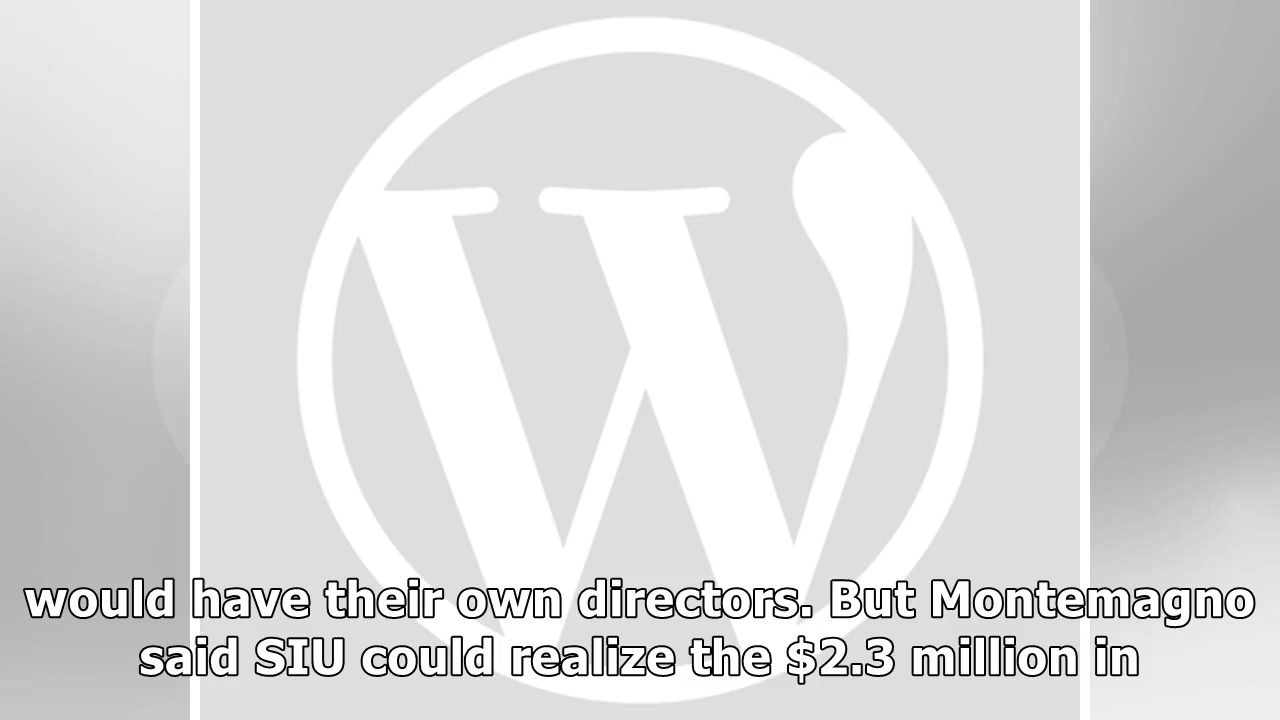 would have their own directors. But Montemagno
said SIU could realize the $2.3 million in